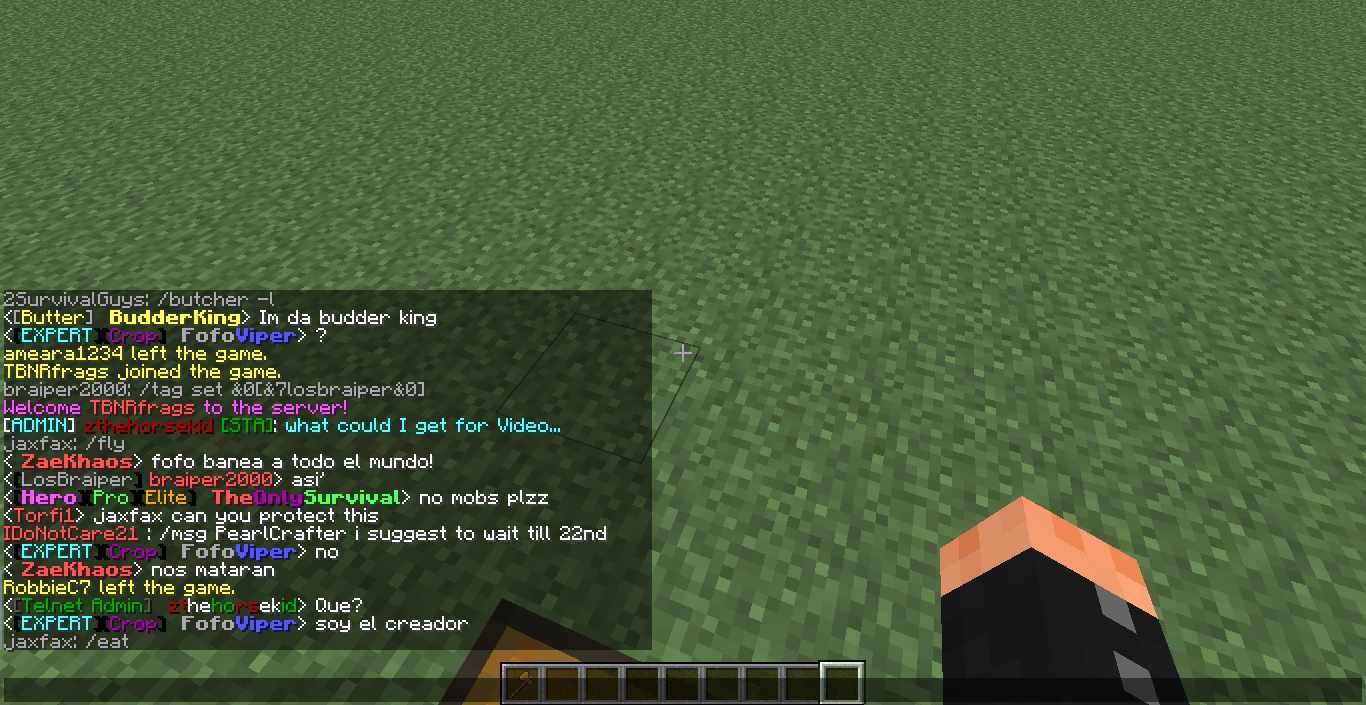 2SurvivalGuys: /butcher -l
<[Butter] BudderKing> Im da budder king
<[EXPERT][Crop] FofoViper> ?
ameara1234 left the game.
TBNRfrags joined the game.
braiper2000: /tag set &0[&7losbraiper&0]
Welcome TBNRfrags to the server!
[ADMIN] zthehorsekid [STA]: what could I get for Video...
jaxfax: /fly
< ZaeKhaos> fofo banea a todo el mundo!
<[LosBraiper] braiper2000> asi'
<[Hero][Pro][Elite] TheOnlySurvival> no mobs plzz
<Torfi1> jaxfax can you protect this
IDoNotCare21 : /msg PearlCrafter i suggest to wait till 22nd
<[EXPERT][Crop] FofoViper> no
< ZaeKhaos> nos mataran
RobbieC7 left the game.
<[Telnet Admin] zthehorsekid> Que?
<[EXPERT][Crop] FofoViper> soy el creador
jaxfax: /eat